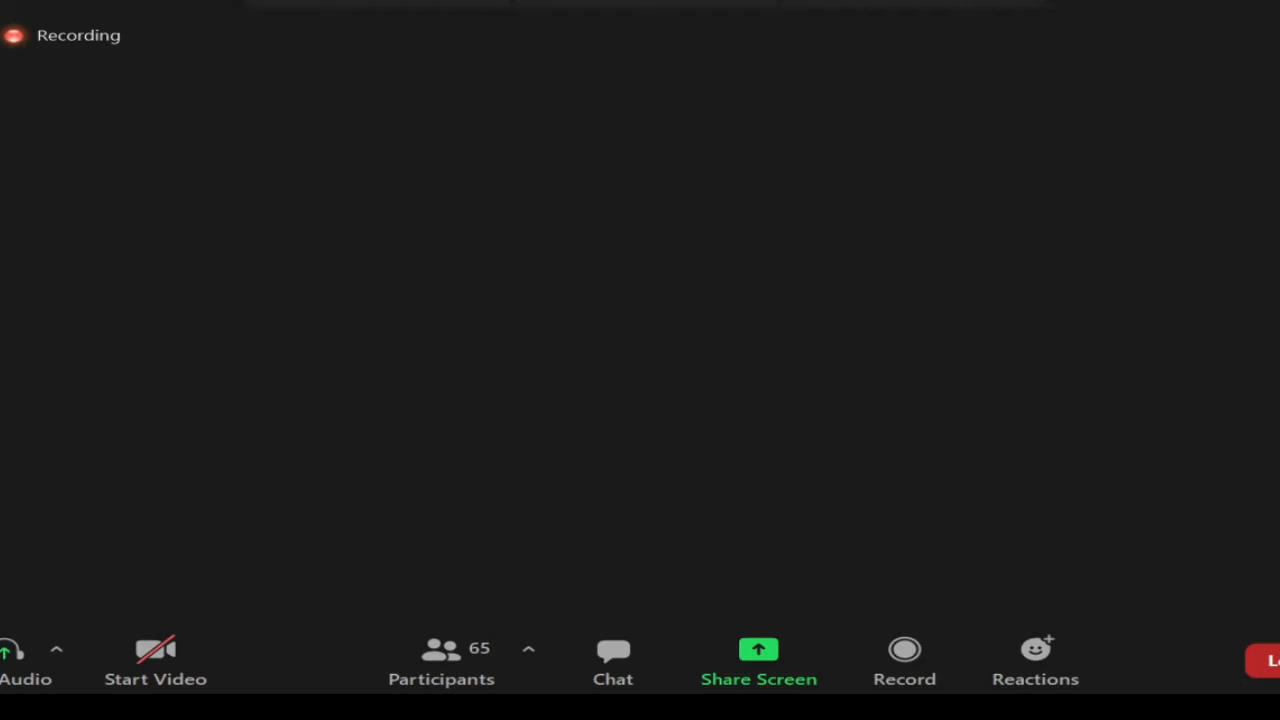 Recording
65
Audio
Start Video
Participants
Chat
Share Screen
Record
Reactions